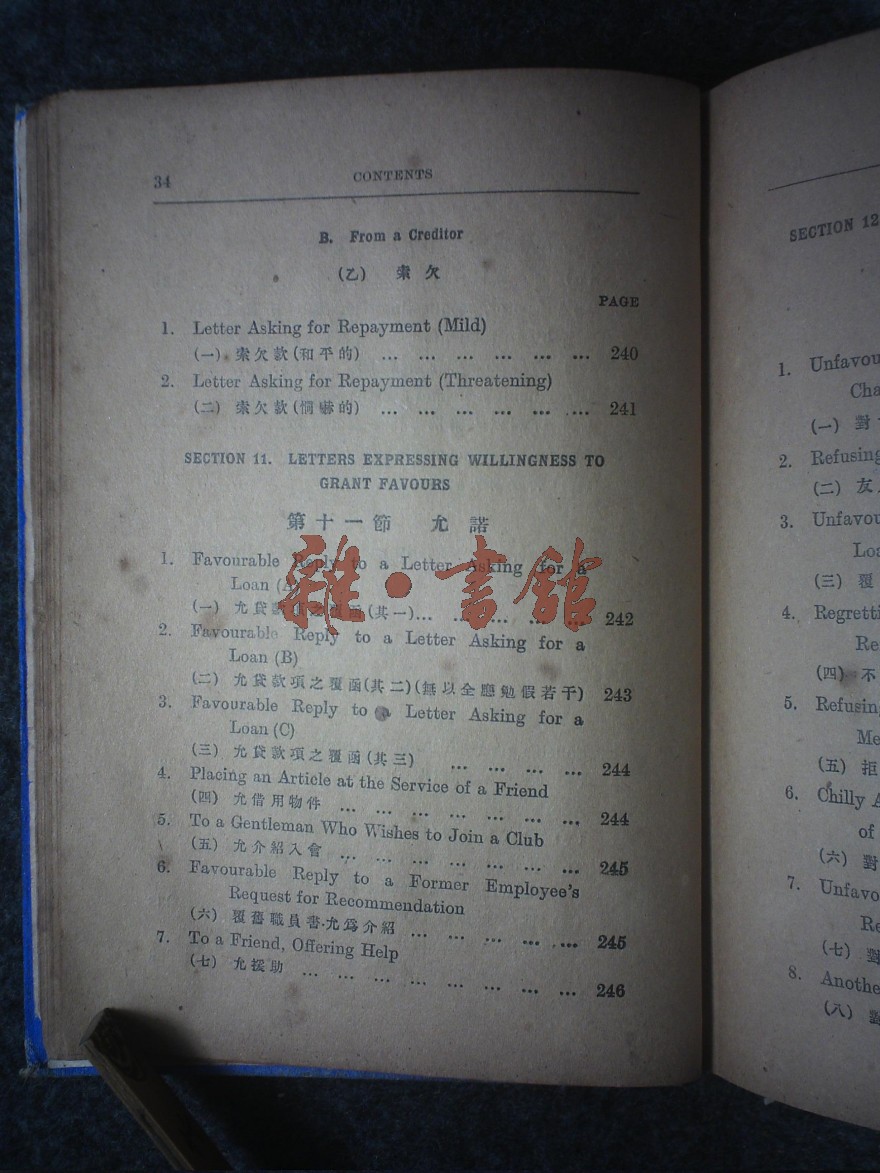 34
CONTENTS
B. From a Creditor
(乙) 索欠
PAGE
1. Letter Asking for Repayment (Mild)
(一) 索欠款(和平的) ... ... ... ... ... ... 240
2. Letter Asking for Repayment (Threatening)
(二) 索欠款(恫嚇的) ... ... ... ... ... ... 241
SECTION 11. LETTERS EXPRESSING WILLINGNESS TO
GRANT FAVOURS
第十一節 允諾
1. Favourable Reply to a Letter Asking for a
Loan (A)
(一) 允貸款項之覆函(其一)... ... ... ... ... 242
2. Favourable Reply to a Letter Asking for a
Loan (B)
(二) 允貸款項之覆函(其二)(無以全應勉假若干) 243
3. Favourable Reply to a Letter Asking for a
Loan (C)
(三) 允貸款項之覆函(其三) ... ... ... ... 244
4. Placing an Article at the Service of a Friend
(四) 允借用物件 ... ... ... ... ... ... ... 244
5. To a Gentleman Who Wishes to Join a Club
(五) 允介紹入會 ... ... ... ... ... ... ... 245
6. Favourable Reply to a Former Employee's
Request for Recommendation
(六) 覆舊職員書·允爲介紹 ... ... ... ... ... 245
7. To a Friend, Offering Help
(七) 允援助 ... ... ... ... ... ... ... ... 246
雜·書館
SECTION 12
1. Unfavou
Cha
(一) 對
2. Refusing
(二) 友
3. Unfavou
Loa
(三) 覆
4. Regretti
Re
(四) 不
5. Refusing
Me
(五) 拒
6. Chilly A
of
(六) 對
7. Unfavo
Re
(七) 對
8. Anothe
(八) 對